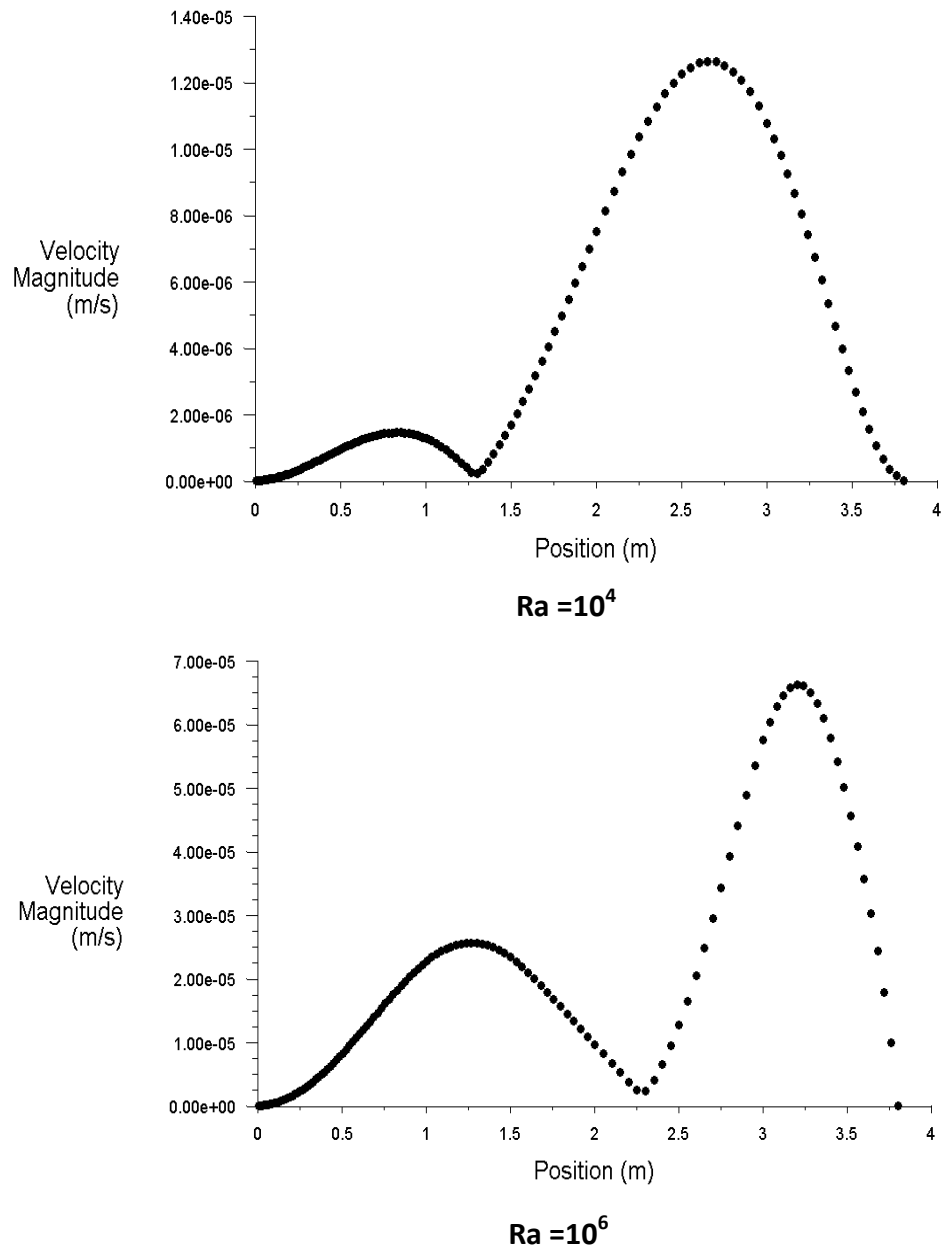 1.40e-05
1.20e-05
1.00e-05
8.00e-06
6.00e-06
4.00e-06
2.00e-06
0.00e+00
Velocity
Magnitude
(m/s)
0 0.5 1 1.5 2 2.5 3 3.5 4
Position (m)
Ra =10⁴
7.00e-05
6.00e-05
5.00e-05
4.00e-05
3.00e-05
2.00e-05
1.00e-05
0.00e+00
Velocity
Magnitude
(m/s)
0 0.5 1 1.5 2 2.5 3 3.5 4
Position (m)
Ra =10⁶